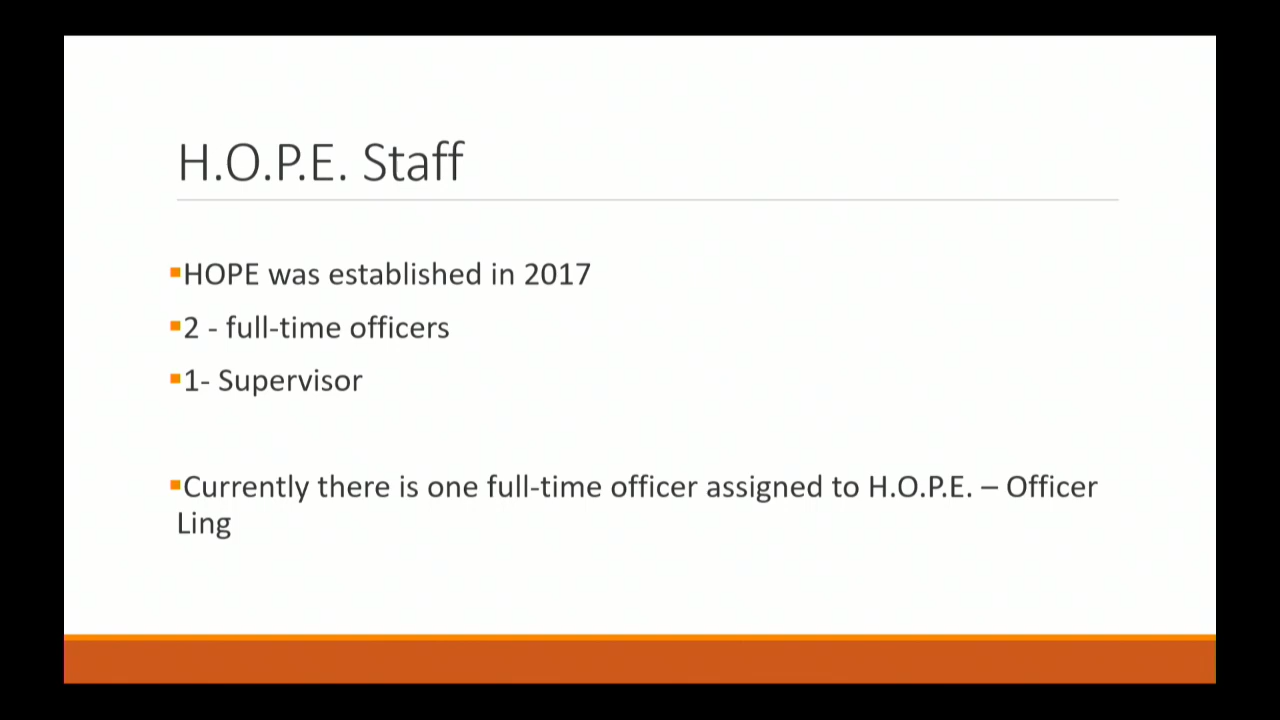 H.O.P.E. Staff
▪HOPE was established in 2017
▪2 - full-time officers
▪1- Supervisor
▪Currently there is one full-time officer assigned to H.O.P.E. – Officer
Ling